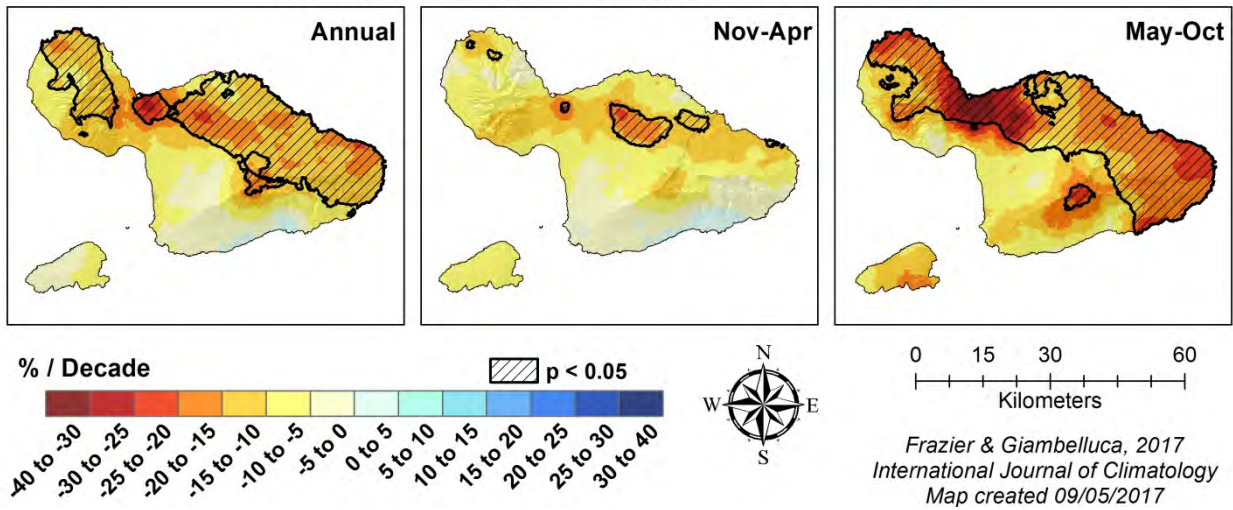 Annual
Nov-Apr
May-Oct
% / Decade
p < 0.05
-40 to -30
-30 to -25
-25 to -20
-20 to -15
-15 to -10
-10 to -5
-5 to 0
0 to 5
5 to 10
10 to 15
15 to 20
20 to 25
25 to 30
30 to 40
N
W E
S
0 15 30 60
Kilometers
Frazier & Giambelluca, 2017
International Journal of Climatology
Map created 09/05/2017